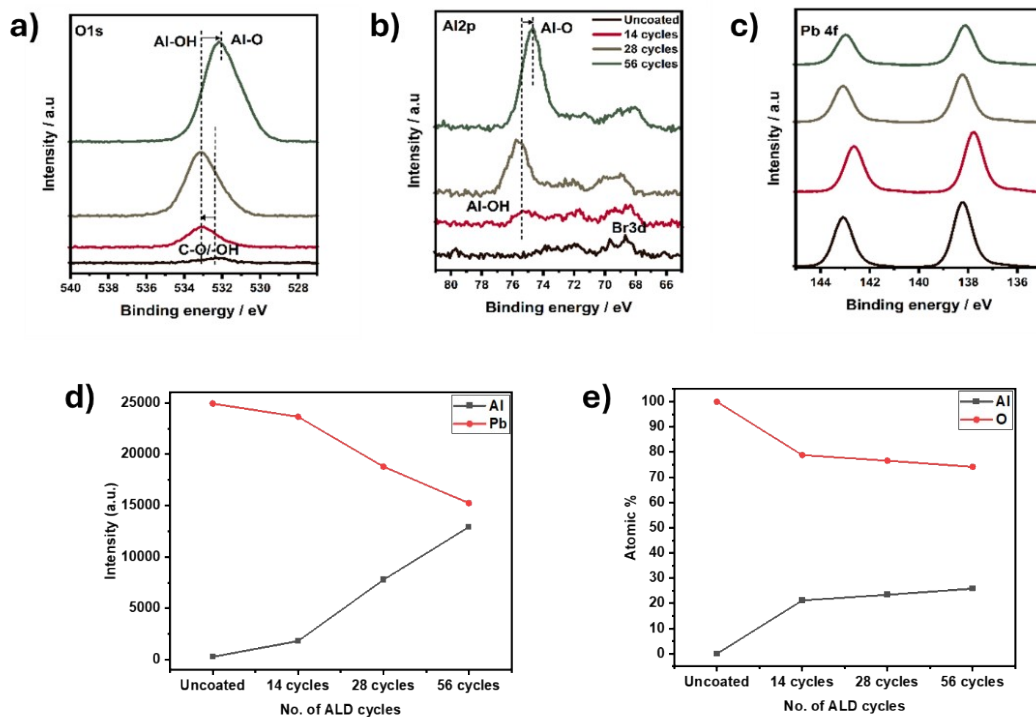 a)
O1s
Al-OH
Al-O
C-O/-OH
Intensity / a.u
540 538 536 534 532 530 528
Binding energy / eV
b)
Al2p
Al-O
Uncoated
14 cycles
28 cycles
56 cycles
Al-OH
Br3d
Intensity / a.u
80 78 76 74 72 70 68 66
Binding energy / eV
c)
Pb 4f
Intensity / a.u
144 142 140 138 136
Binding energy / eV
d)
Al
Pb
Intensity (a.u.)
25000
20000
15000
10000
5000
0
Uncoated 14 cycles 28 cycles 56 cycles
No. of ALD cycles
e)
Al
O
Atomic %
100
90
80
70
60
50
40
30
20
10
0
Uncoated 14 cycles 28 cycles 56 cycles
No. of ALD cycles